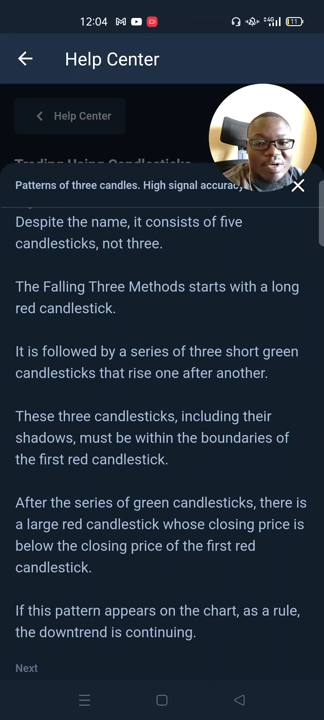 12:04
11
Help Center
Help Center
Trading Using Candlesticks
Patterns of three candles. High signal accuracy
Despite the name, it consists of five
candlesticks, not three.
The Falling Three Methods starts with a long
red candlestick.
It is followed by a series of three short green
candlesticks that rise one after another.
These three candlesticks, including their
shadows, must be within the boundaries of
the first red candlestick.
After the series of green candlesticks, there is
a large red candlestick whose closing price is
below the closing price of the first red
candlestick.
If this pattern appears on the chart, as a rule,
the downtrend is continuing.
Next